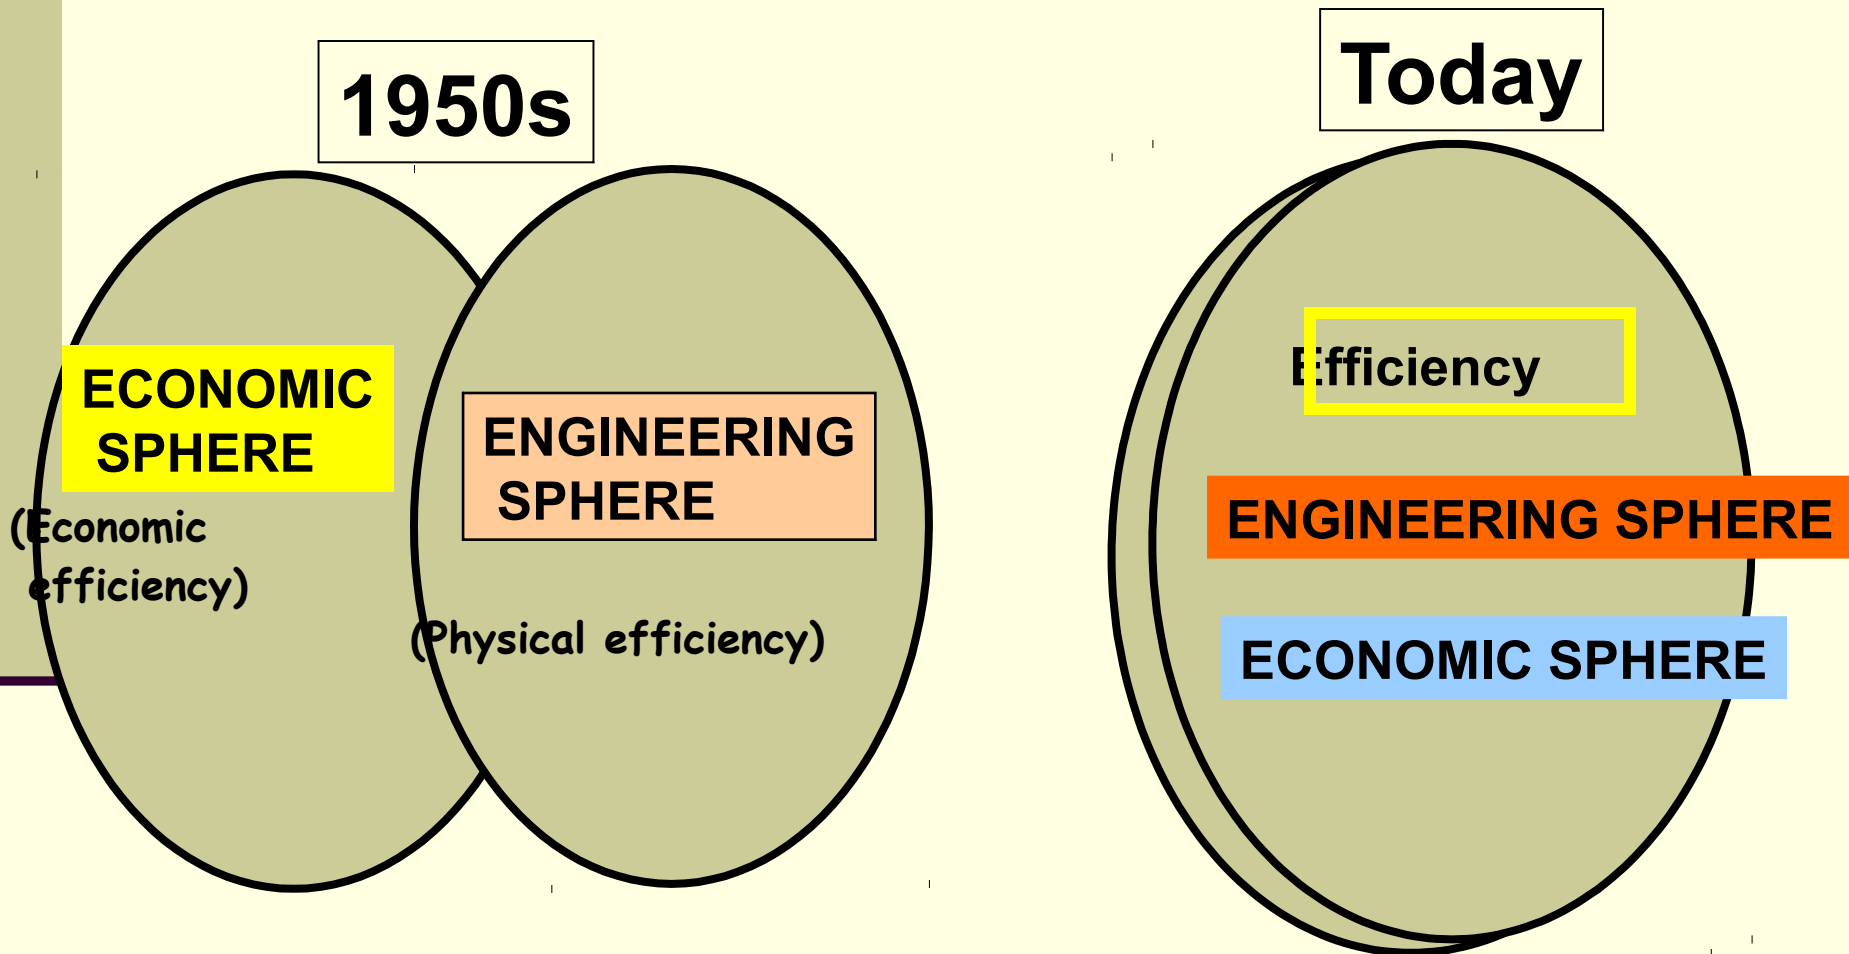 1950s
ECONOMIC
SPHERE
(Economic
efficiency)
ENGINEERING
SPHERE
(Physical efficiency)
Today
Efficiency
ENGINEERING SPHERE
ECONOMIC SPHERE